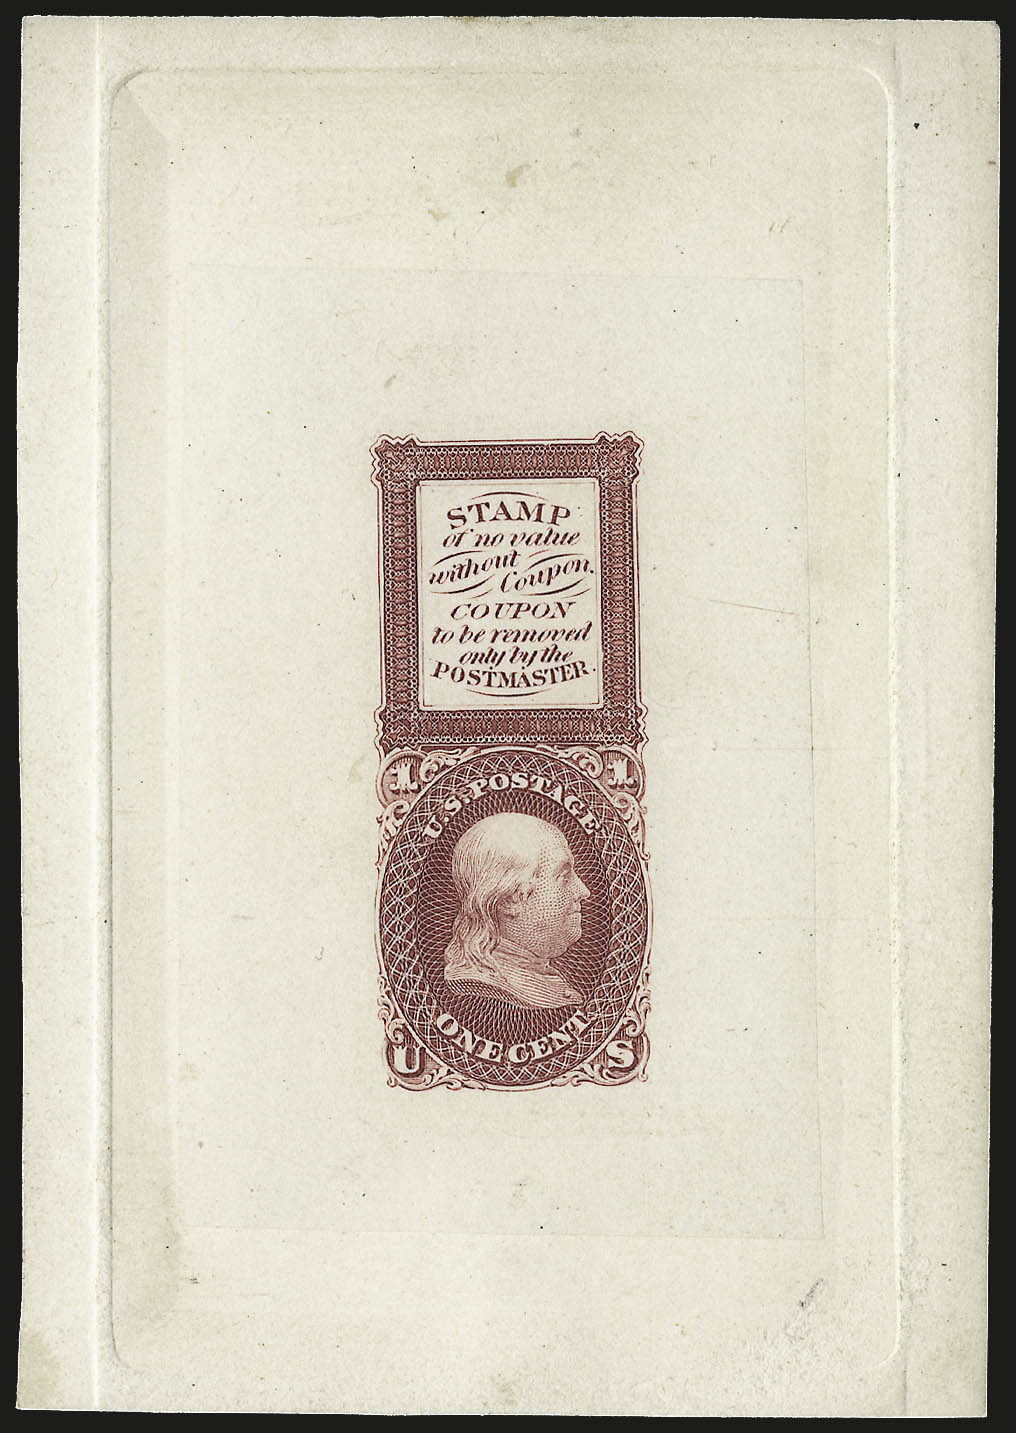 STAMP
of no value
without
Coupon.
COUPON
to be removed
only by the
POSTMASTER.
1 1
U.S. POSTAGE
ONE CENT
U S